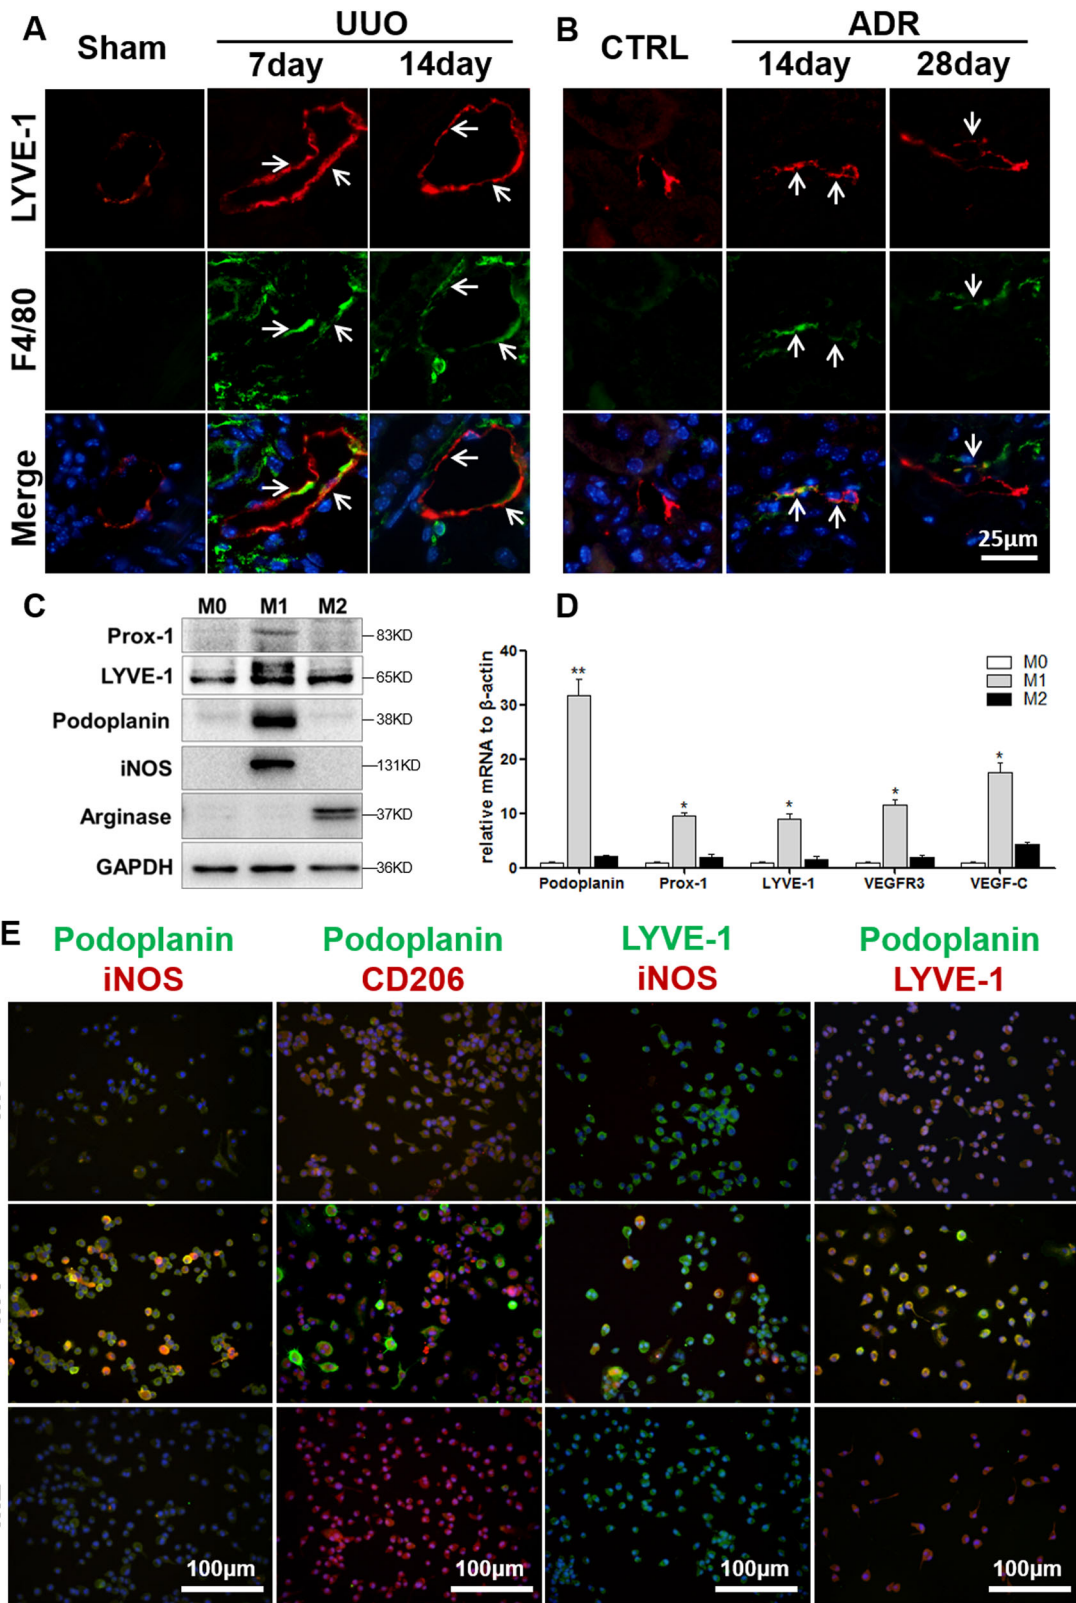 A
UUO
Sham
7day
14day
LYVE-1
F4/80
Merge
B
ADR
CTRL
14day
28day
25μm
C
M0 M1 M2
Prox-1
83KD
LYVE-1
65KD
Podoplanin
38KD
iNOS
131KD
Arginase
37KD
GAPDH
36KD
D
relative mRNA to β-actin
40
30
20
10
0
**
*
*
*
*
M0
M1
M2
Podoplanin
Prox-1
LYVE-1
VEGFR3
VEGF-C
E
Podoplanin
iNOS
Podoplanin
CD206
LYVE-1
iNOS
Podoplanin
LYVE-1
100μm
100μm
100μm
100μm